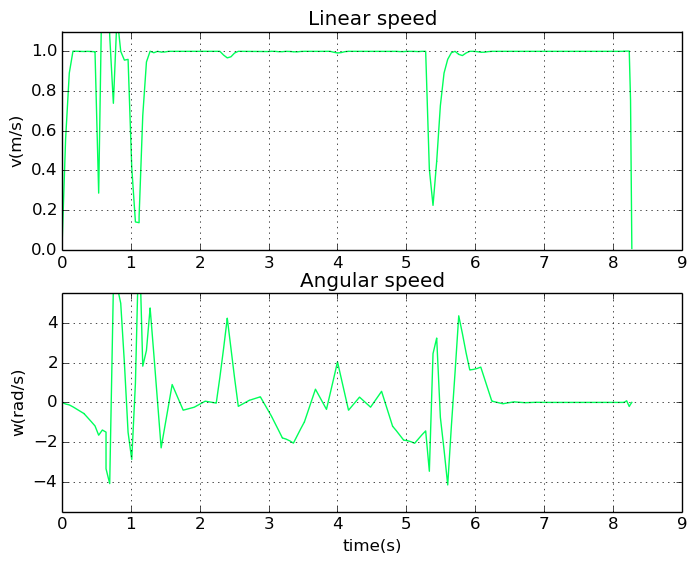 Linear speed
v(m/s)
1.0
0.8
0.6
0.4
0.2
0.0
0 1 2 3 4 5 6 7 8 9
Angular speed
w(rad/s)
4
2
0
−2
−4
0 1 2 3 4 5 6 7 8 9
time(s)